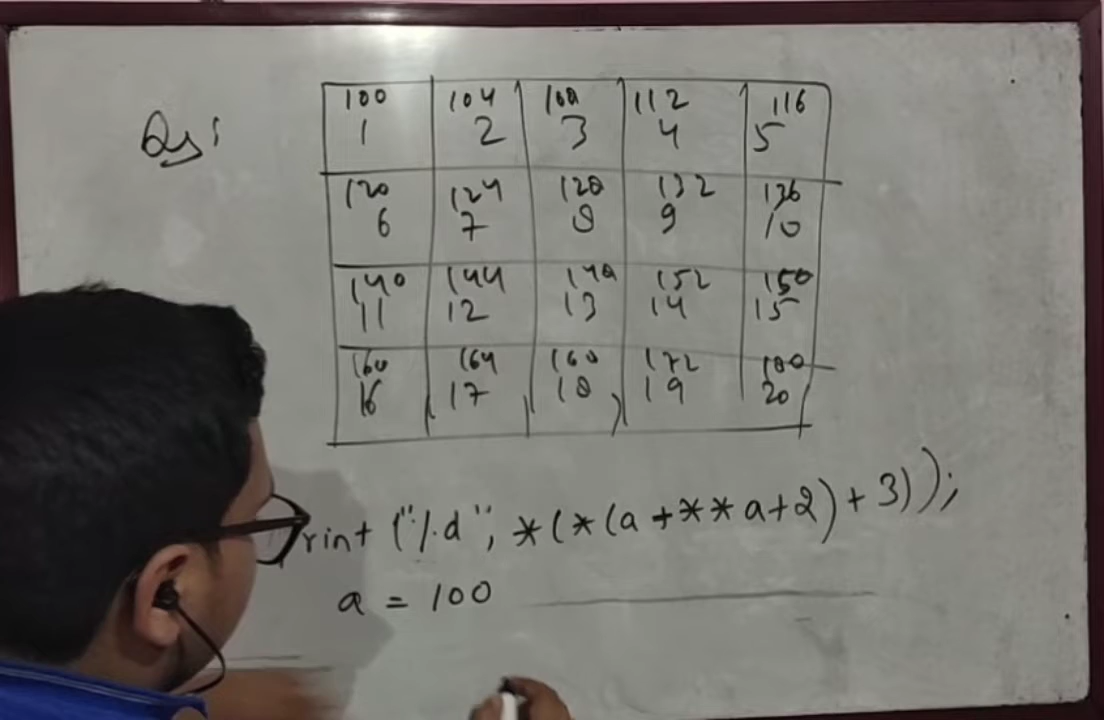 Qs:
100 104 108 112 116
1 2 3 4 5
120 124 128 132 136
6 7 8 9 10
140 144 148 152 150
11 12 13 14 15
160 164 168 172 180
16 17 18 19 20
rint ("%d", *(*(a+**a+2)+3));
a = 100